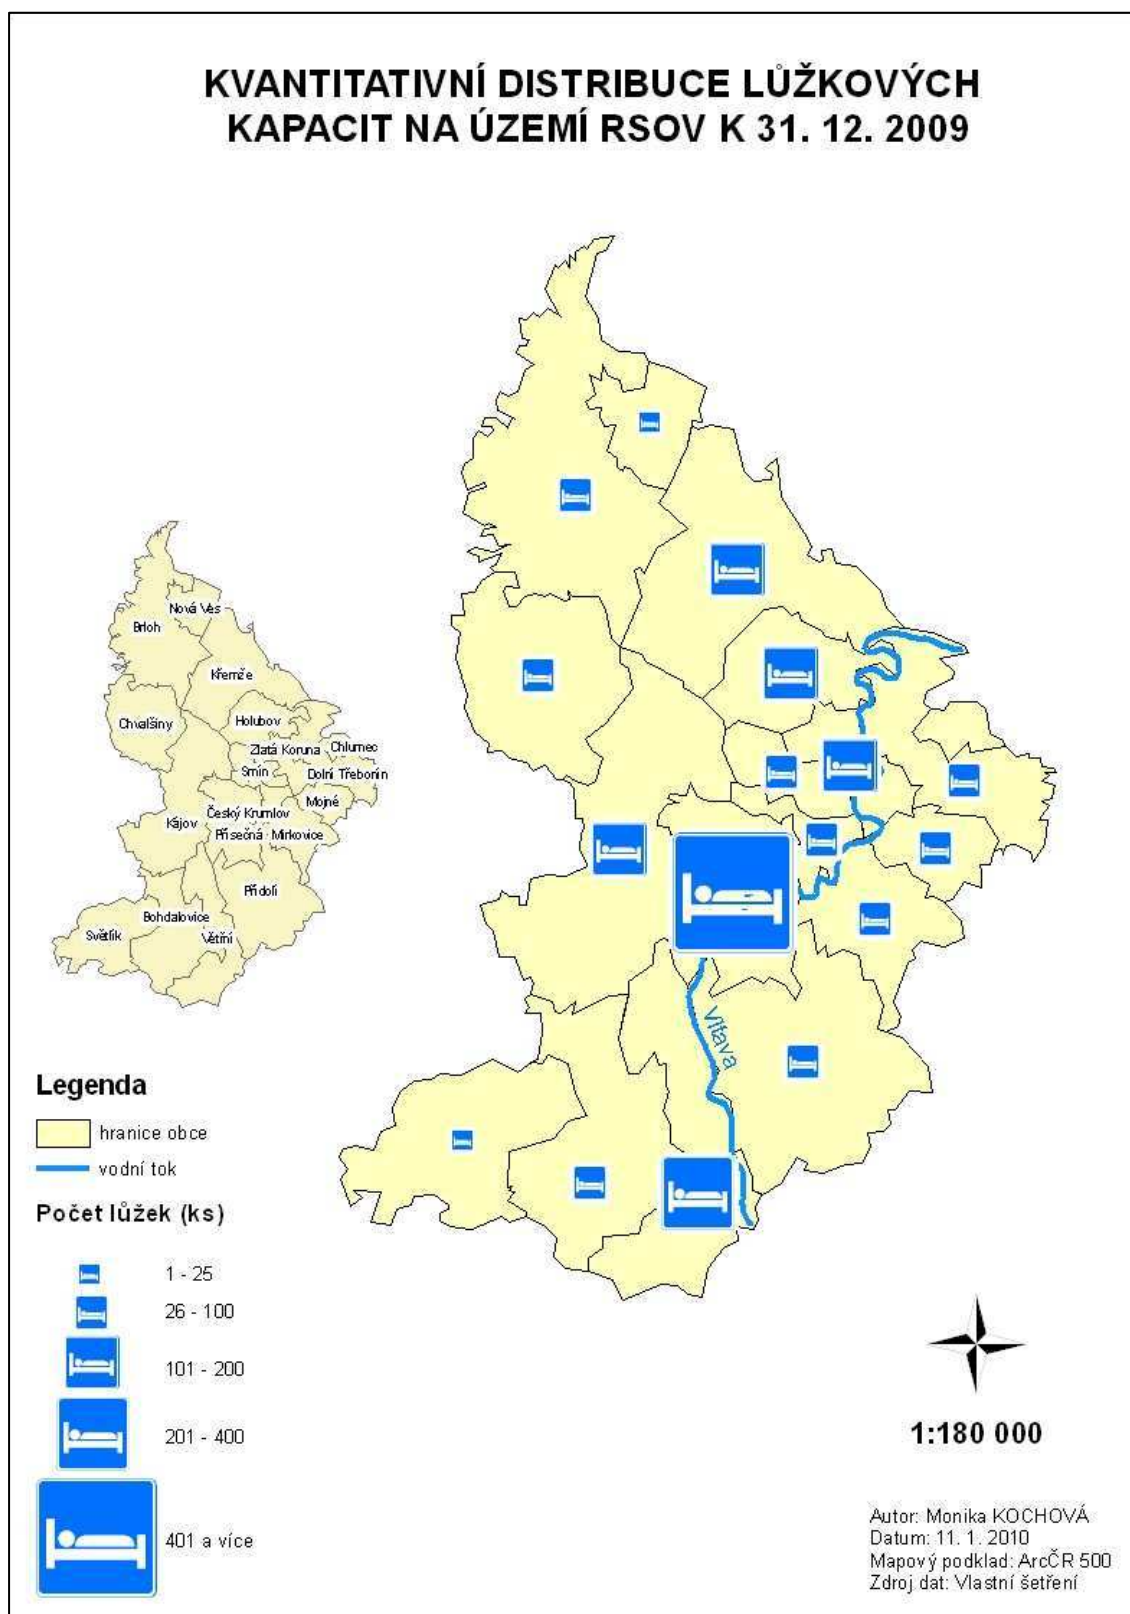 KVANTITATIVNÍ DISTRIBUCE LŮŽKOVÝCH
KAPACIT NA ÚZEMÍ RSOV K 31. 12. 2009
Nová Ves
Brloh
Křemže
Chvalšiny
Holubov
Zlatá Koruna
Chlumec
Srnín
Dolní Třebonín
Mojné
Český Krumlov
Kájov
Přísečná
Mirkovice
Přídolí
Bohdalovice
Světlík
Větřní
Vltava
Legenda
hranice obce
vodní tok
Počet lůžek (ks)
1 - 25
26 - 100
101 - 200
201 - 400
401 a více
1:180 000
Autor: Monika KOCHOVÁ
Datum: 11. 1. 2010
Mapový podklad: ArcČR 500
Zdroj dat: Vlastní šetření